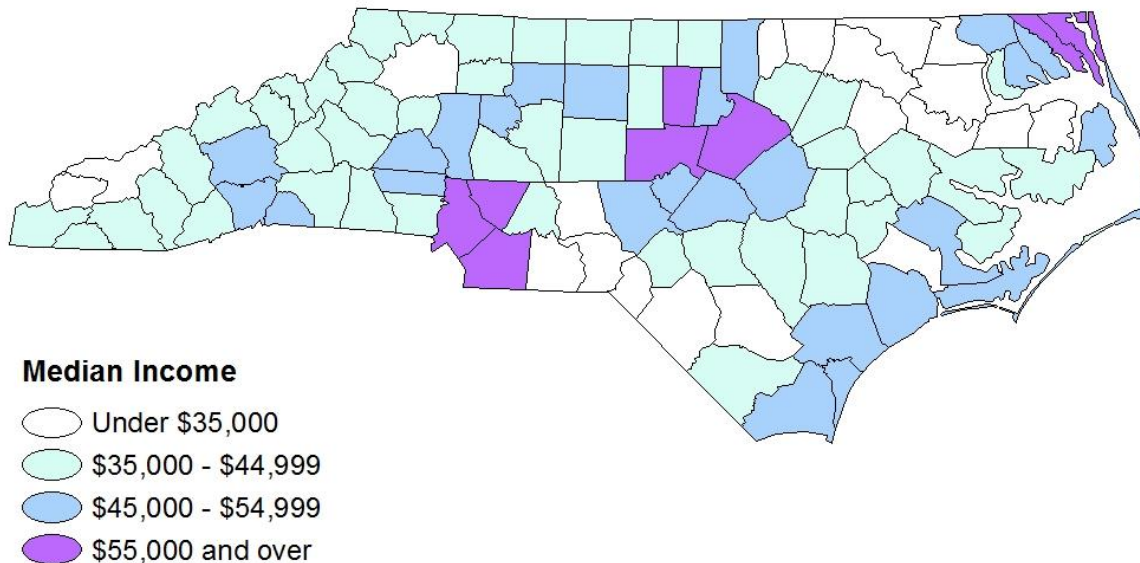 Median Income
Under $35,000
$35,000 - $44,999
$45,000 - $54,999
$55,000 and over